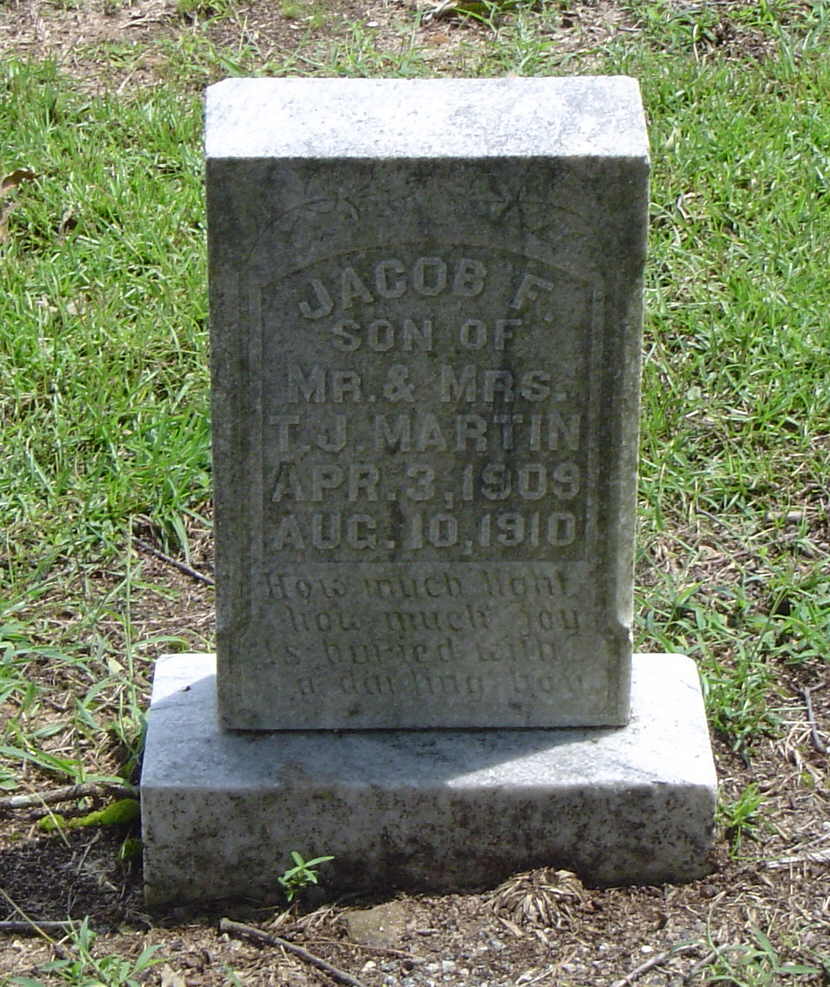 JACOB F.
SON OF
MR. & MRS.
T. J. MARTIN
APR. 3, 1909
AUG. 10, 1910
How much light
how much joy
Is buried with
a darling boy